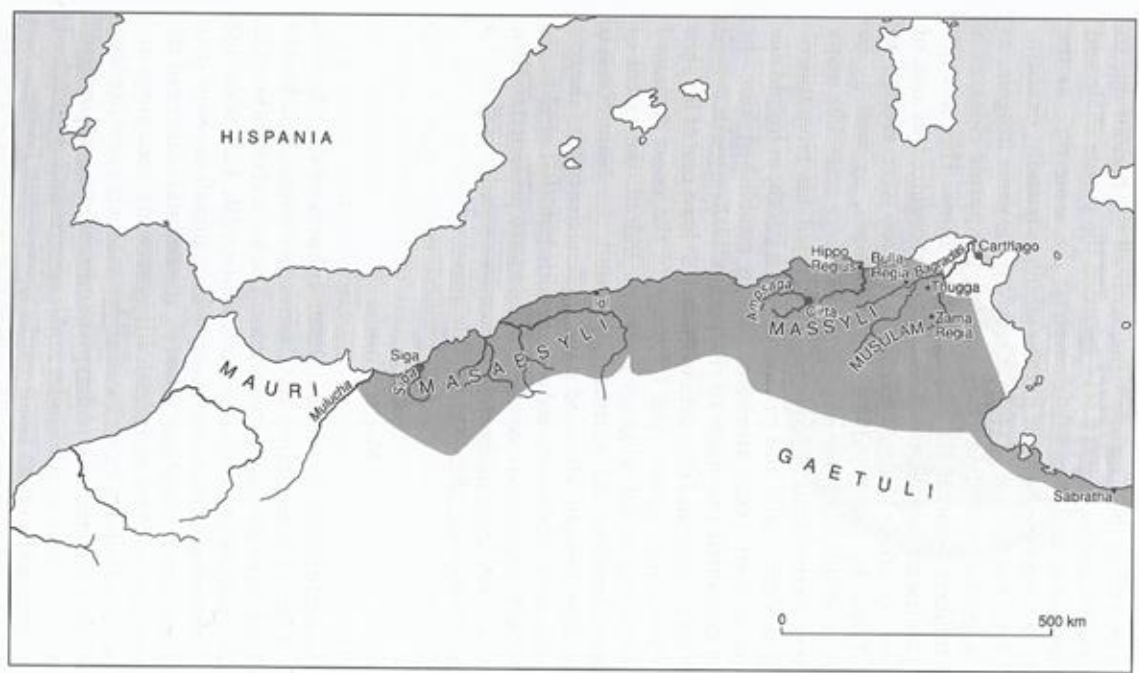 HISPANIA
Hippo
Regius
Bulla
Regia
Bagradas
Carthago
Thugga
Ampsaga
Cirta
MASSYLI
Zama
Regia
MUSULAM
Siga
Siga
MASAESYLI
MAURI
Mulucha
GAETULI
Sabratha
0 500 km